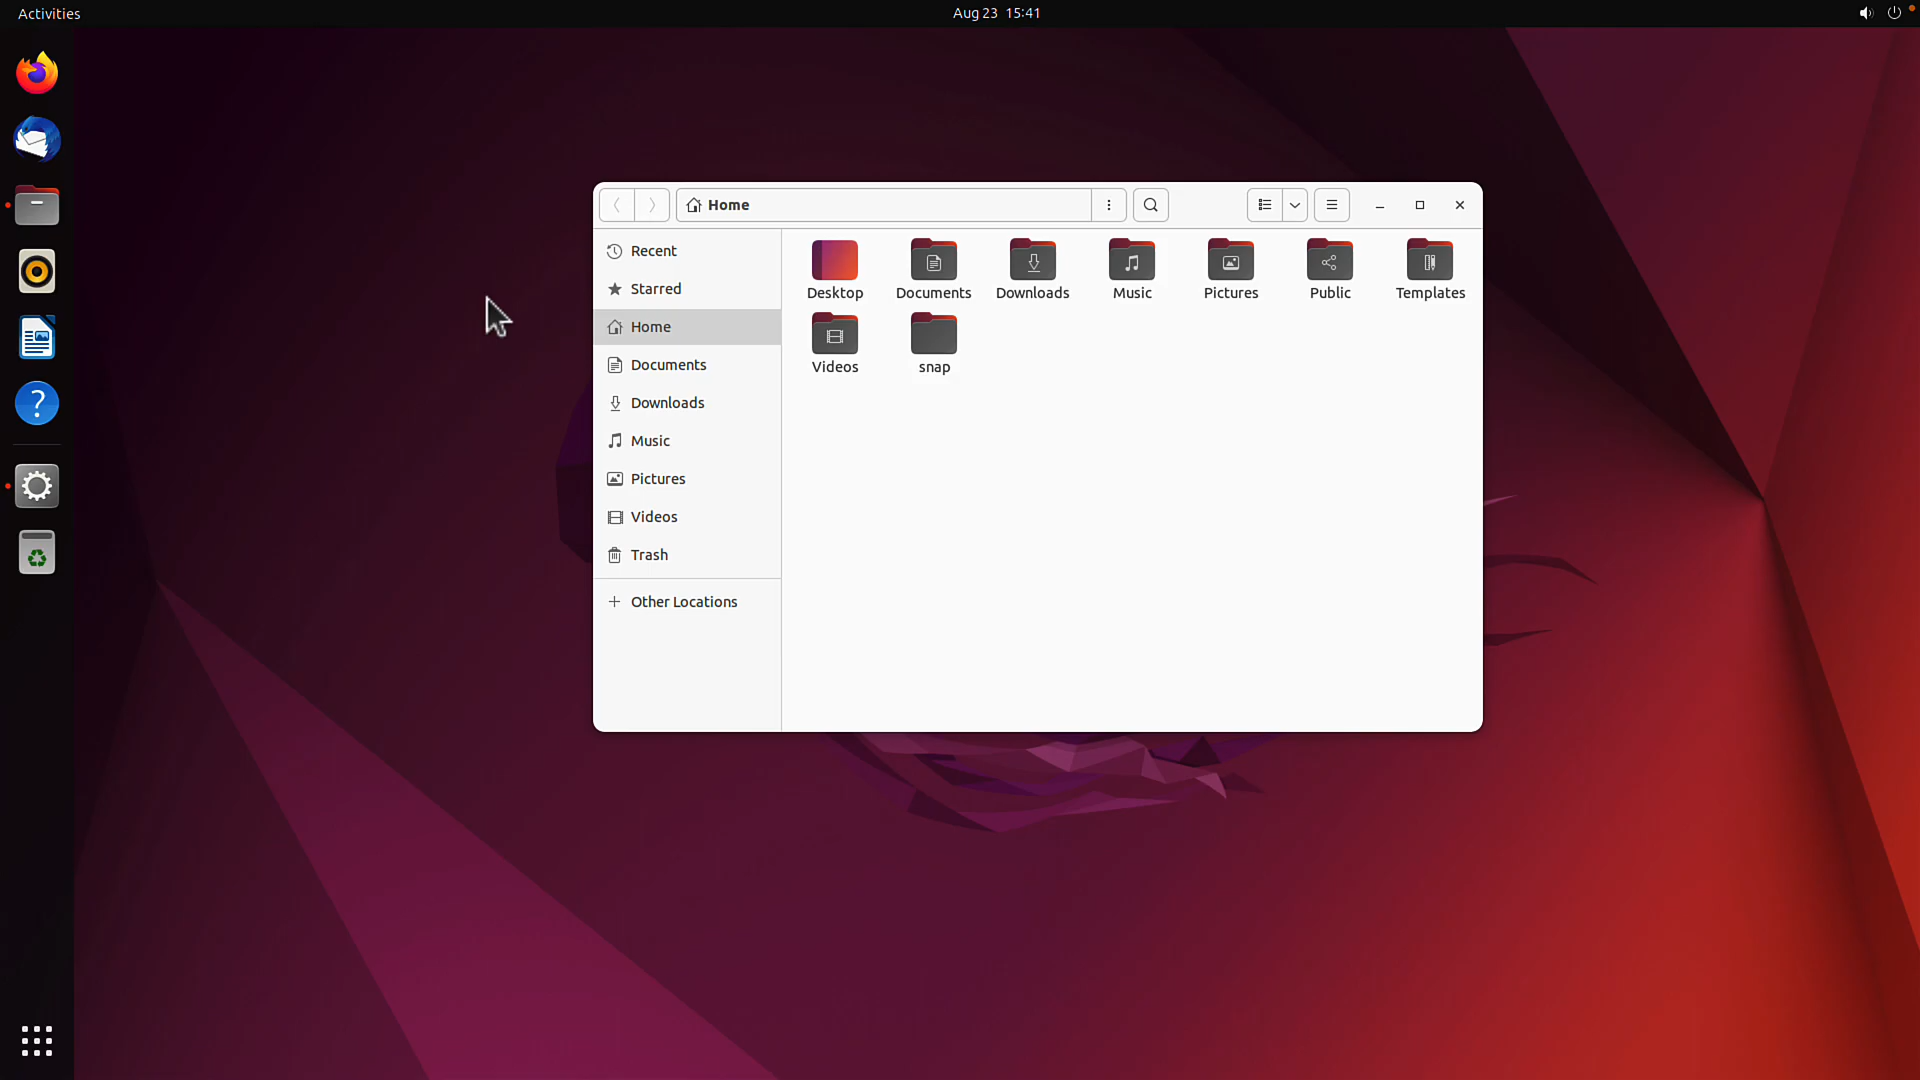 Activities
Aug 23 15:41
Home
Recent
Starred
Home
Documents
Downloads
Music
Pictures
Videos
Trash
Other Locations
Desktop
Documents
Downloads
Music
Pictures
Public
Templates
Videos
snap